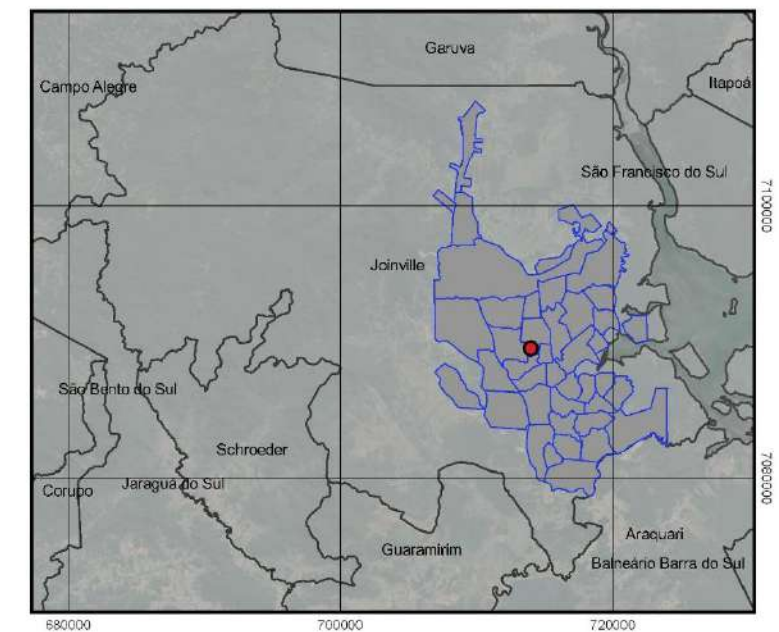 Garuva
Campo Alegre
Itapoá
São Francisco do Sul
7100000
Joinville
São Bento do Sul
Schroeder
Corupo
Jaraguá do Sul
7080000
Araquari
Guaramirim
Balneário Barra do Sul
680000
700000
720000